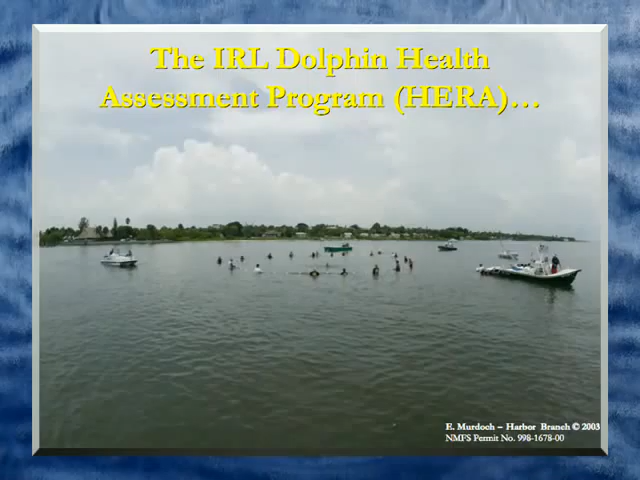 The IRL Dolphin Health
Assessment Program (HERA)…
E. Murdoch – Harbor Branch © 2003
NMFS Permit No. 998-1678-00